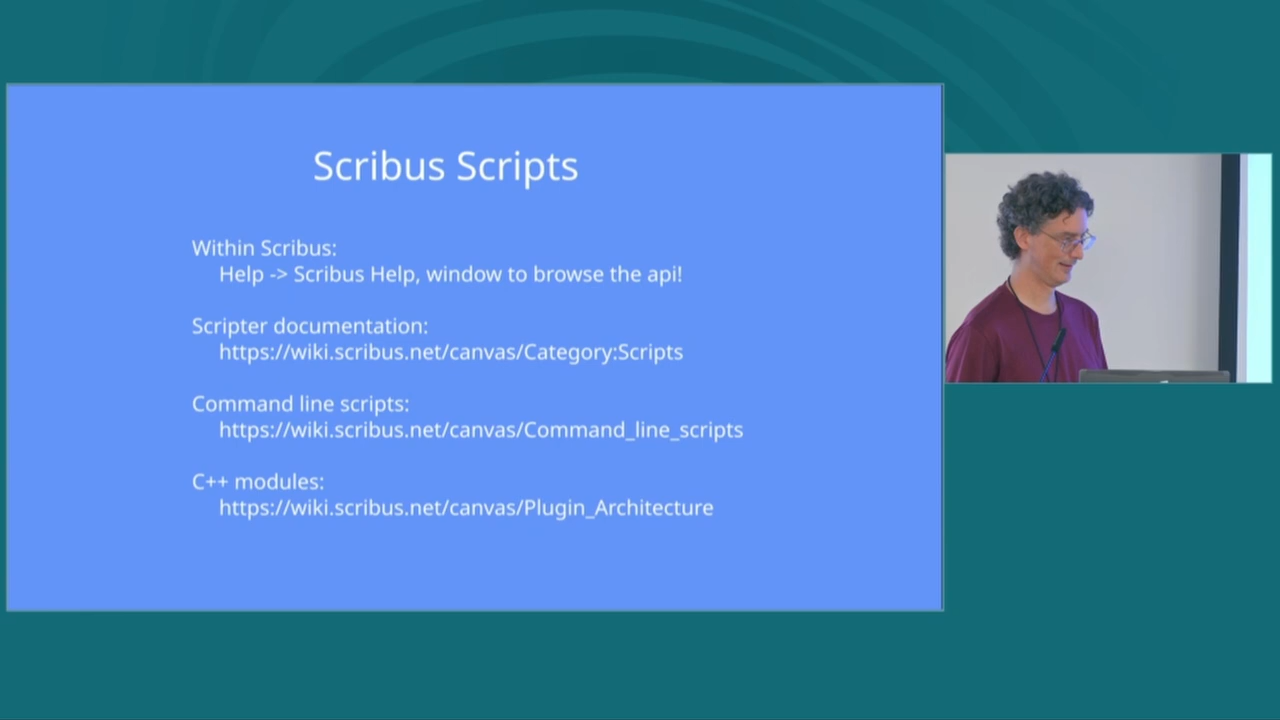 Scribus Scripts
Within Scribus:
Help -> Scribus Help, window to browse the api!
Scripter documentation:
https://wiki.scribus.net/canvas/Category:Scripts
Command line scripts:
https://wiki.scribus.net/canvas/Command_line_scripts
C++ modules:
https://wiki.scribus.net/canvas/Plugin_Architecture